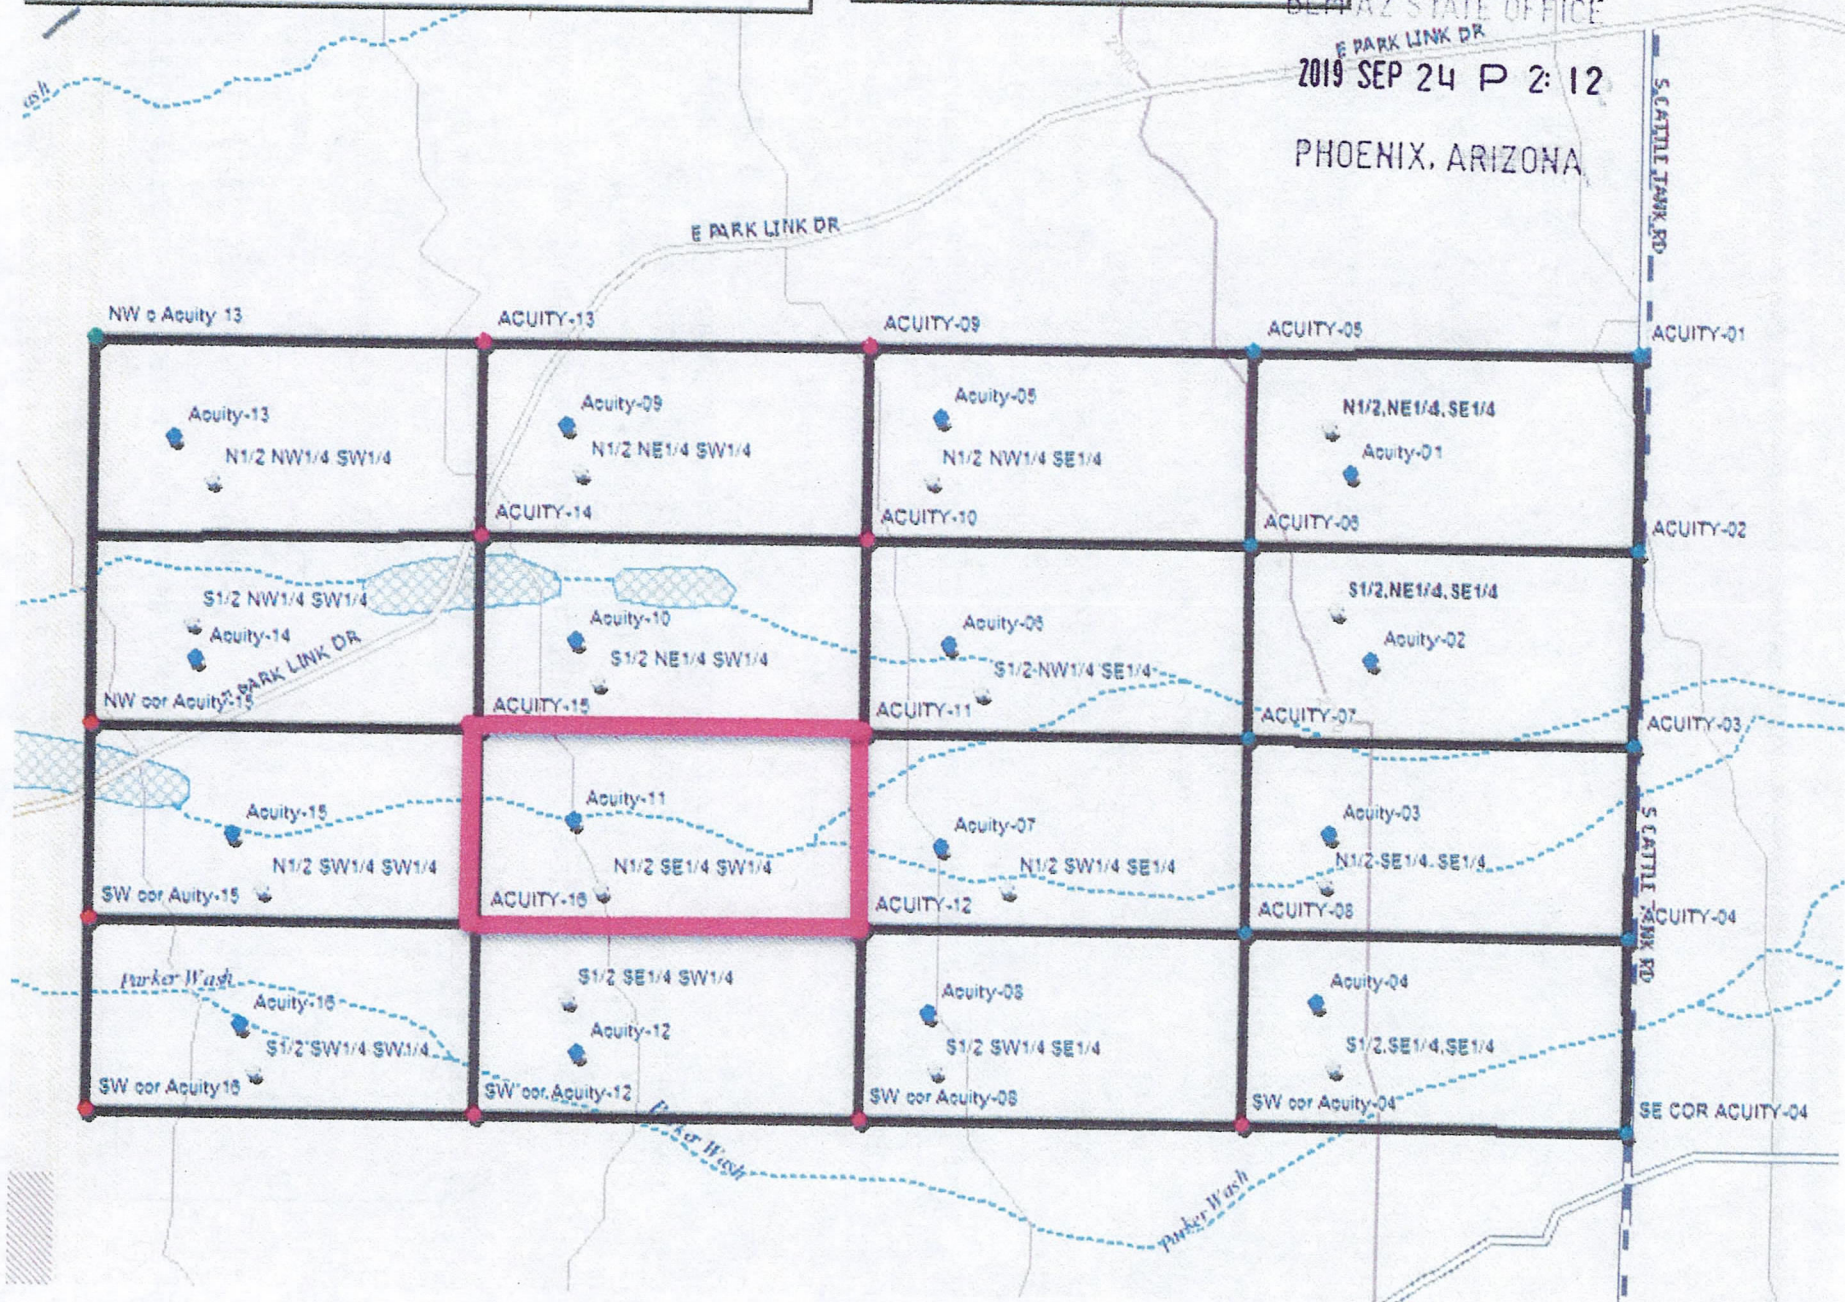 AZ STATE OFFICE
E PARK LINK DR
2019 SEP 24 P 2: 12
PHOENIX, ARIZONA
S CATTLE TANK RD
ash
E PARK LINK DR
NW c Acuity 13
ACUITY-13
ACUITY-09
ACUITY-05
ACUITY-01
Acuity-13
N1/2 NW1/4 SW1/4
Acuity-09
N1/2 NE1/4 SW1/4
Acuity-05
N1/2 NW1/4 SE1/4
N1/2,NE1/4,SE1/4
Acuity-01
ACUITY-14
ACUITY-10
ACUITY-06
ACUITY-02
S1/2 NW1/4 SW1/4
Acuity-14
E PARK LINK DR
Acuity-10
S1/2 NE1/4 SW1/4
Acuity-06
S1/2 NW1/4 SE1/4
S1/2,NE1/4,SE1/4
Acuity-02
NW cor Acuity-15
ACUITY-15
ACUITY-11
ACUITY-07
ACUITY-03
Acuity-15
N1/2 SW1/4 SW1/4
Acuity-11
N1/2 SE1/4 SW1/4
Acuity-07
N1/2 SW1/4 SE1/4
Acuity-03
N1/2 SE1/4 SE1/4
S CATTLE TANK RD
SW cor Auity-15
ACUITY-16
ACUITY-12
ACUITY-08
ACUITY-04
Parker Wash
Acuity-16
S1/2 SW1/4 SW1/4
S1/2 SE1/4 SW1/4
Acuity-12
Acuity-08
S1/2 SW1/4 SE1/4
Acuity-04
S1/2,SE1/4,SE1/4
SW cor Acuity16
SW cor Acuity-12
SW cor Acuity-08
SW cor Acuity-04
SE COR ACUITY-04
Parker Wash
Parker Wash